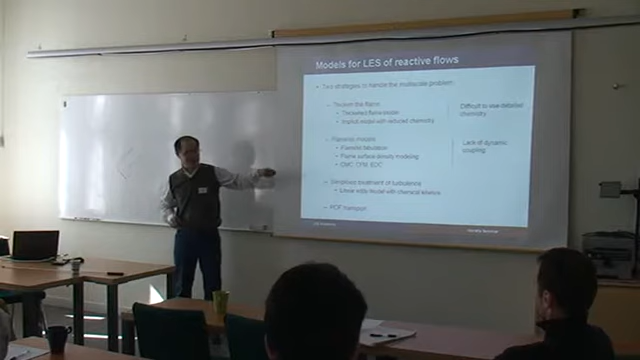 Models for LES of reactive flows
• Two strategies to handle the multiscale problem
– Thicken the flame
• Thickened flame model
• Implicit model with reduced chemistry
Difficult to use detailed
chemistry
– Flamelet models
• Flamelet tabulation
• Flame surface density modeling
• CMC, CFM, EDC
Lack of dynamic
coupling
– Simplified treatment of turbulence
• Linear eddy model with chemical kinetics
– PDF transport